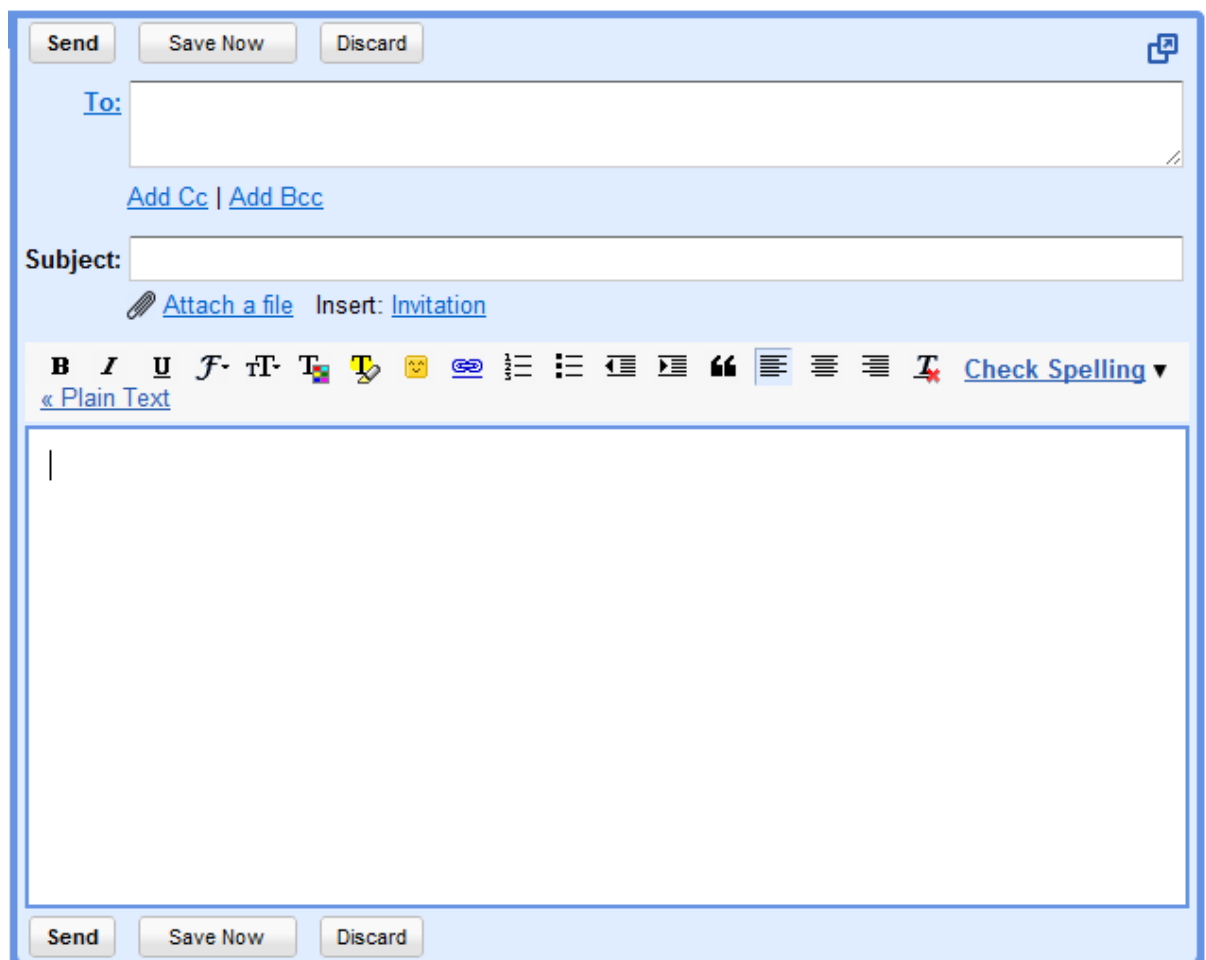 Send Save Now Discard
To:
Add Cc | Add Bcc
Subject:
Attach a file Insert: Invitation
B I U F T T T Check Spelling ▼
« Plain Text
Send Save Now Discard